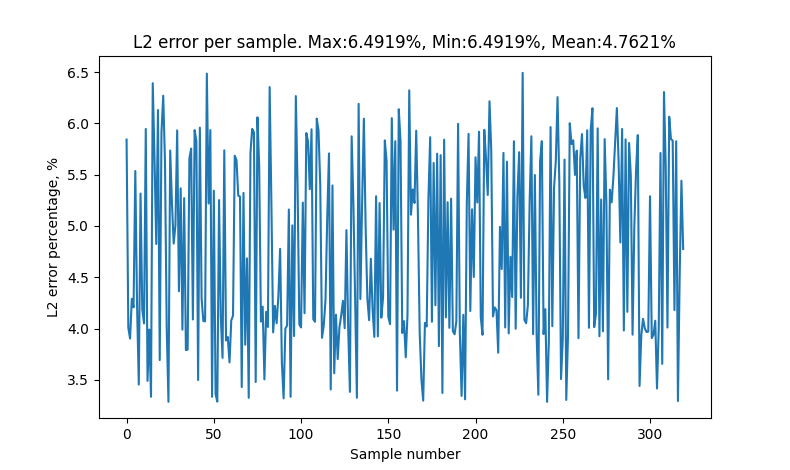 L2 error per sample. Max:6.4919%, Min:6.4919%, Mean:4.7621%
L2 error percentage, %
6.5
6.0
5.5
5.0
4.5
4.0
3.5
0 50 100 150 200 250 300
Sample number